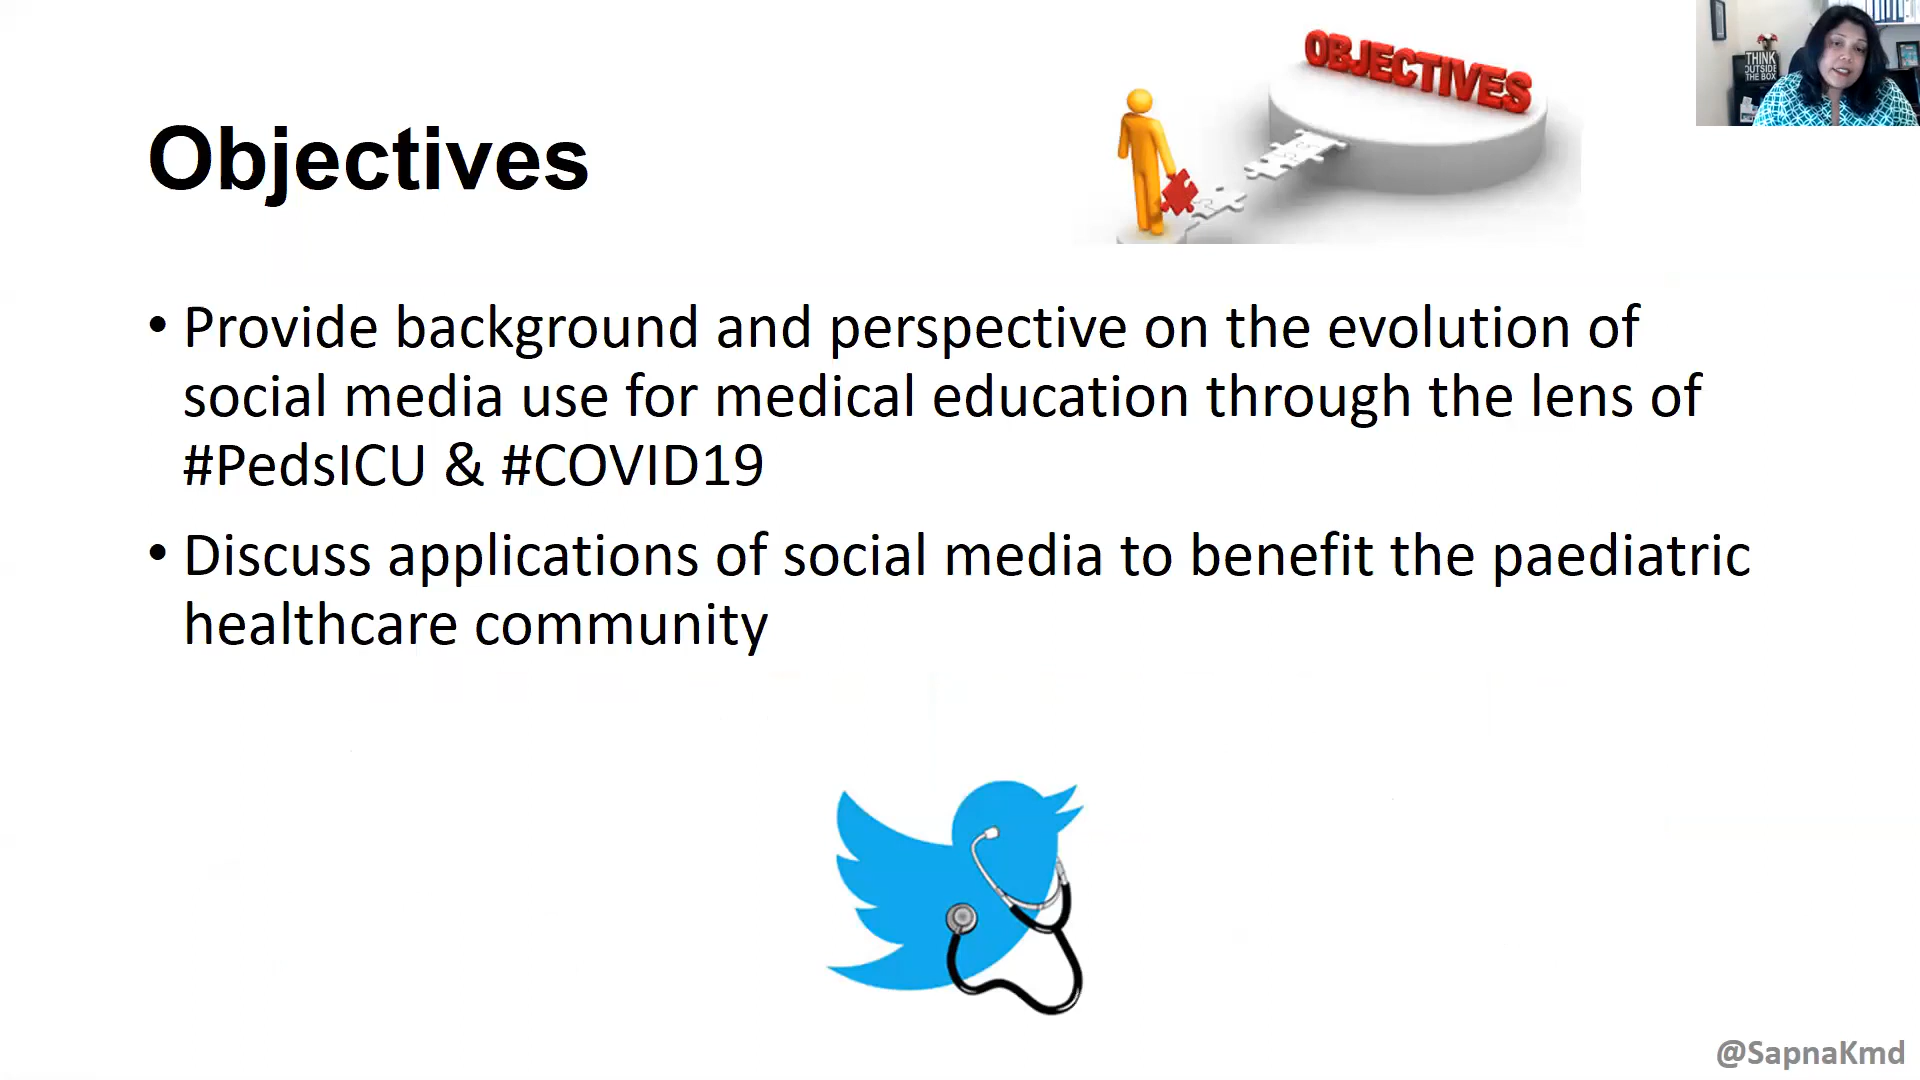 OBJECTIVES
THINK
OUTSIDE
THE BOX
Objectives
• Provide background and perspective on the evolution of
social media use for medical education through the lens of
#PedsICU & #COVID19
• Discuss applications of social media to benefit the paediatric
healthcare community
@SapnaKmd